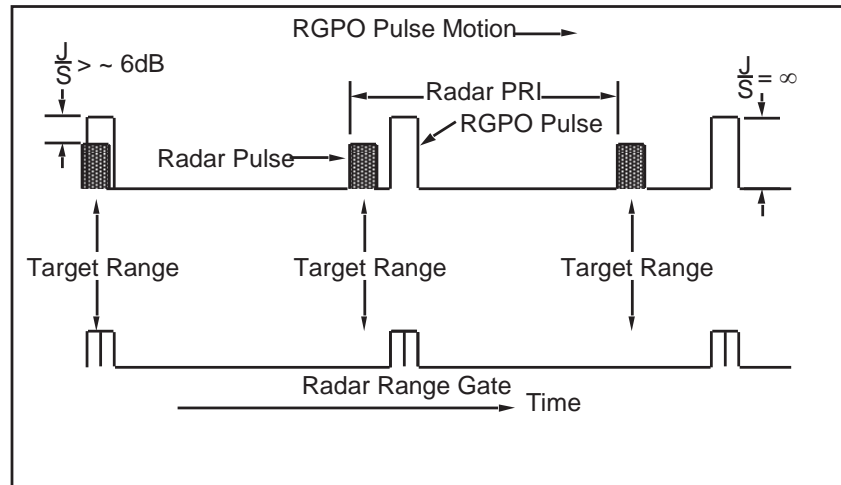 RGPO Pulse Motion
J/S > ~ 6dB
J/S = ∞
Radar PRI
RGPO Pulse
Radar Pulse
Target Range
Target Range
Target Range
Radar Range Gate
Time